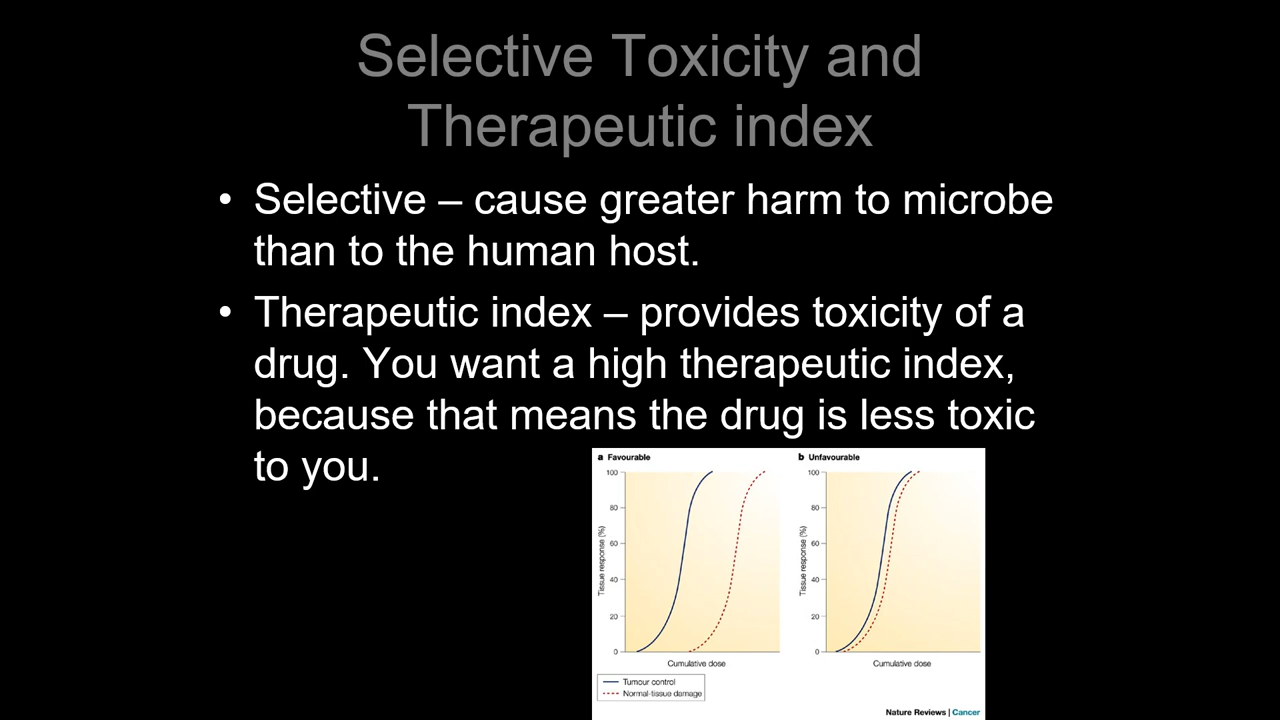 Selective Toxicity and
Therapeutic index
• Selective – cause greater harm to microbe
than to the human host.
• Therapeutic index – provides toxicity of a
drug. You want a high therapeutic index,
because that means the drug is less toxic
to you.
a Favourable
100
80
60
40
20
0
Tissue response (%)
Cumulative dose
b Unfavourable
100
80
60
40
20
0
Tissue response (%)
Cumulative dose
Tumour control
Normal-tissue damage
Nature Reviews | Cancer